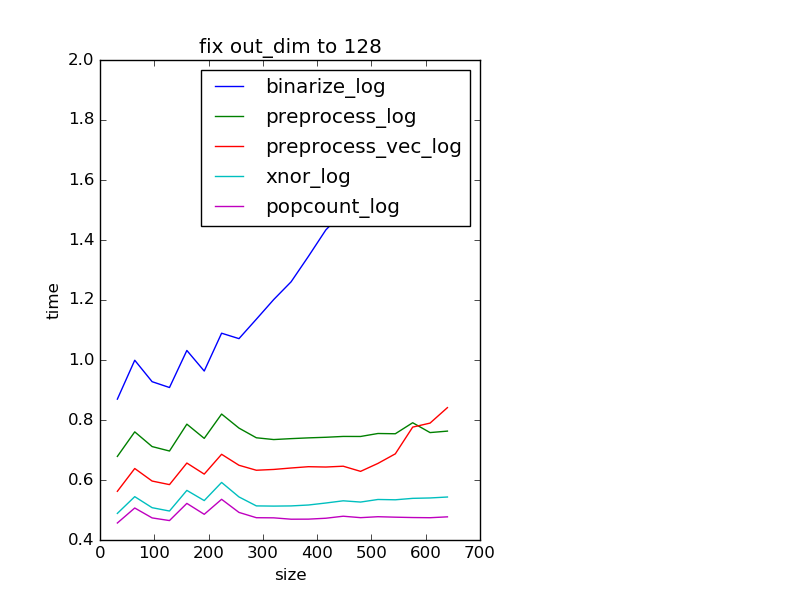 fix out_dim to 128
2.0
1.8
1.6
1.4
1.2
1.0
0.8
0.6
0.4
time
binarize_log
preprocess_log
preprocess_vec_log
xnor_log
popcount_log
0 100 200 300 400 500 600 700
size